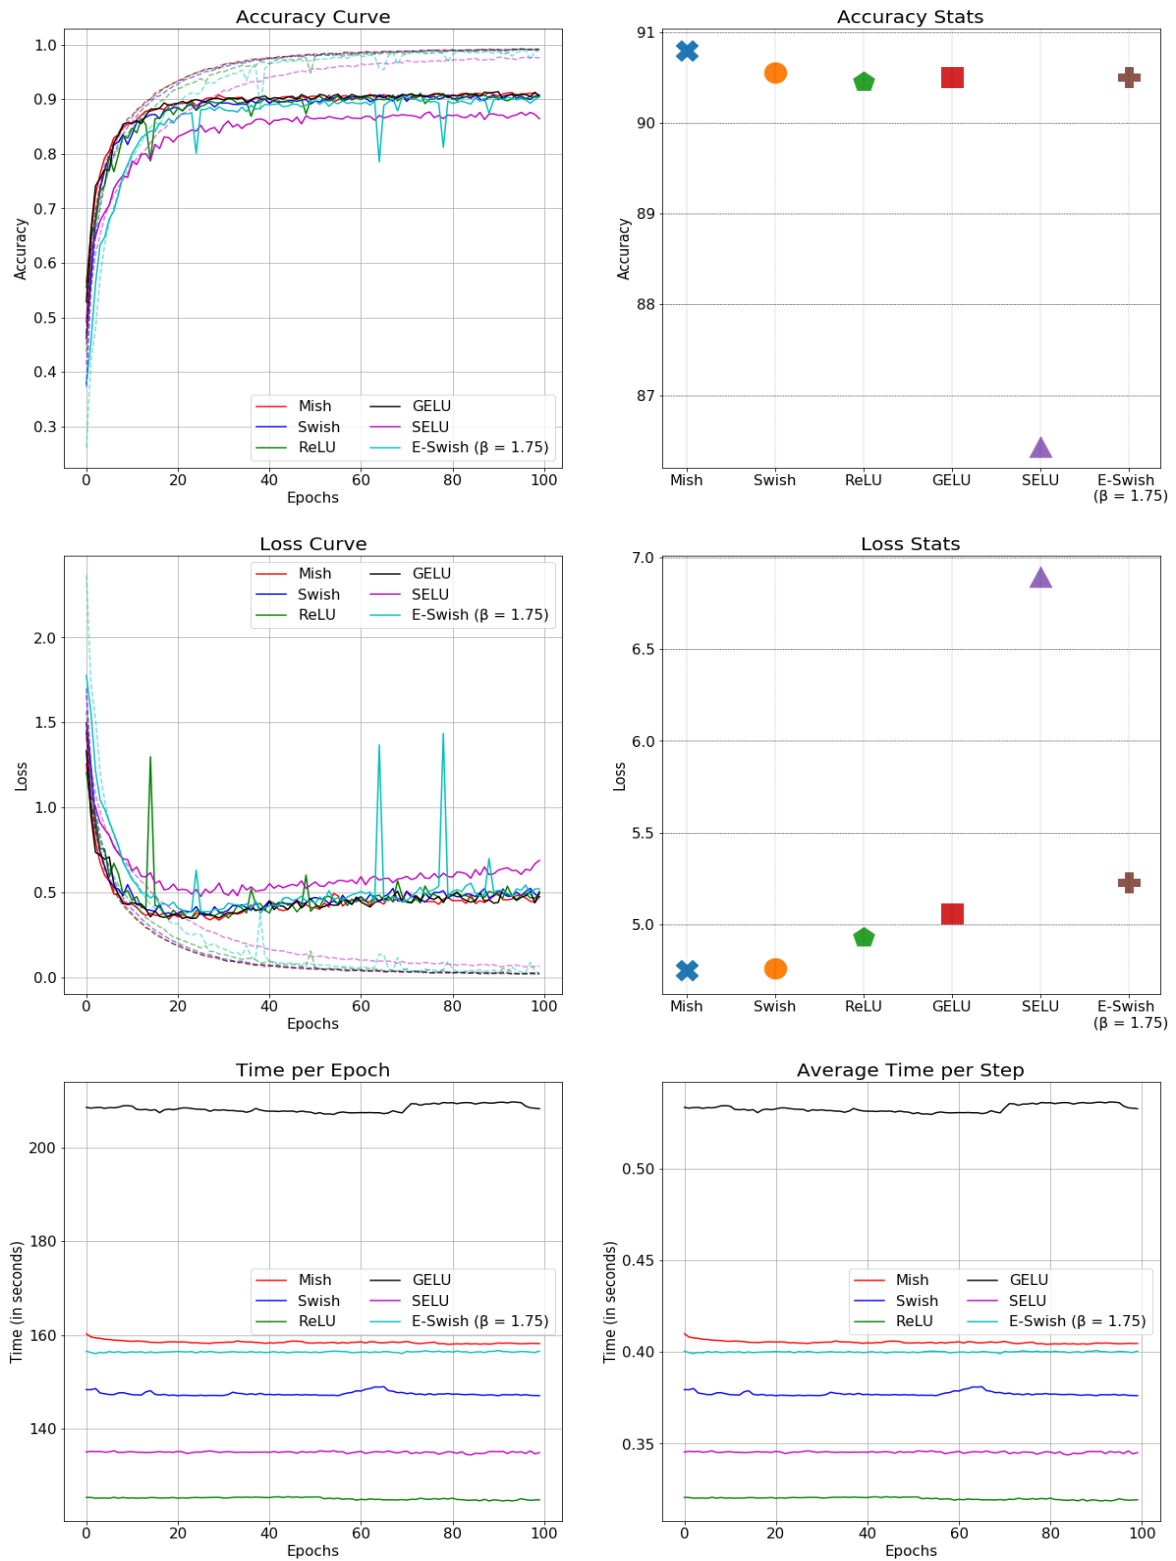 Accuracy Curve
Accuracy
1.0
0.9
0.8
0.7
0.6
0.5
0.4
0.3
Mish
Swish
ReLU
GELU
SELU
E-Swish (β = 1.75)
0 20 40 60 80 100
Epochs
Accuracy Stats
Accuracy
91
90
89
88
87
Mish Swish ReLU GELU SELU E-Swish
(β = 1.75)
Loss Curve
Loss
2.0
1.5
1.0
0.5
0.0
Mish
Swish
ReLU
GELU
SELU
E-Swish (β = 1.75)
0 20 40 60 80 100
Epochs
Loss Stats
Loss
7.0
6.5
6.0
5.5
5.0
Mish Swish ReLU GELU SELU E-Swish
(β = 1.75)
Time per Epoch
Time (in seconds)
200
180
160
140
Mish
Swish
ReLU
GELU
SELU
E-Swish (β = 1.75)
0 20 40 60 80 100
Epochs
Average Time per Step
Time (in seconds)
0.50
0.45
0.40
0.35
Mish
Swish
ReLU
GELU
SELU
E-Swish (β = 1.75)
0 20 40 60 80 100
Epochs